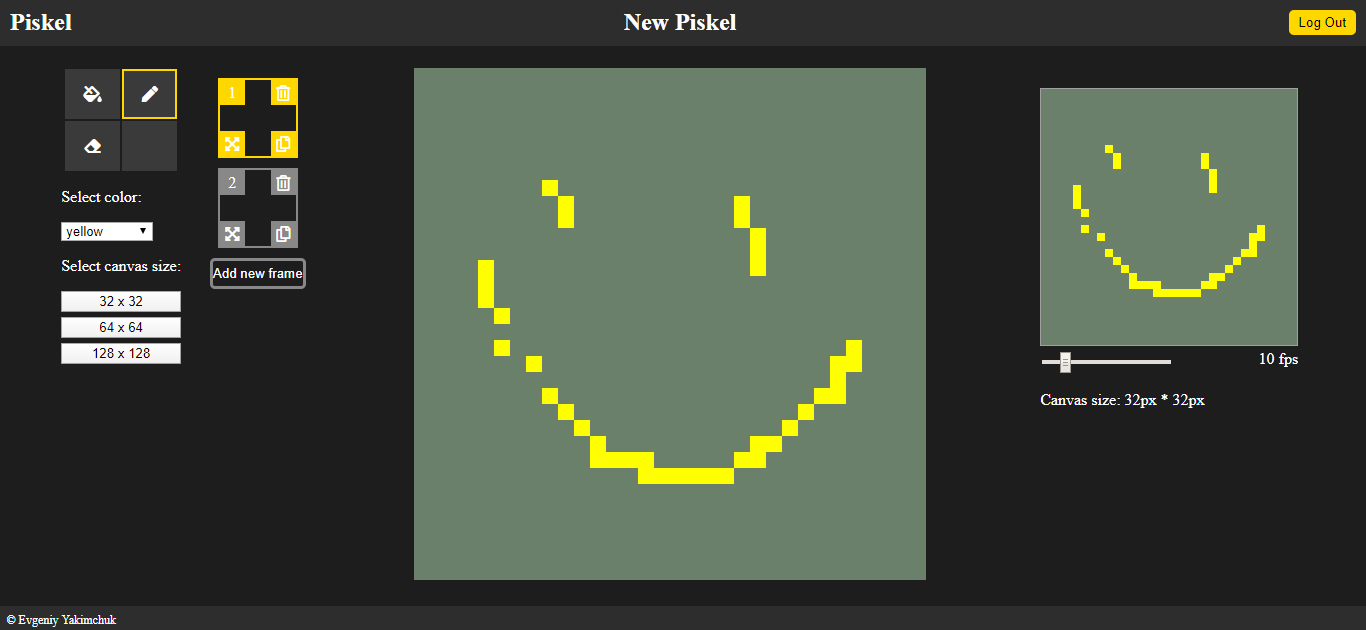 Piskel
New Piskel
Log Out
1
2
Select color:
yellow
Select canvas size:
Add new frame
32 x 32
64 x 64
128 x 128
10 fps
Canvas size: 32px * 32px
© Evgeniy Yakimchuk